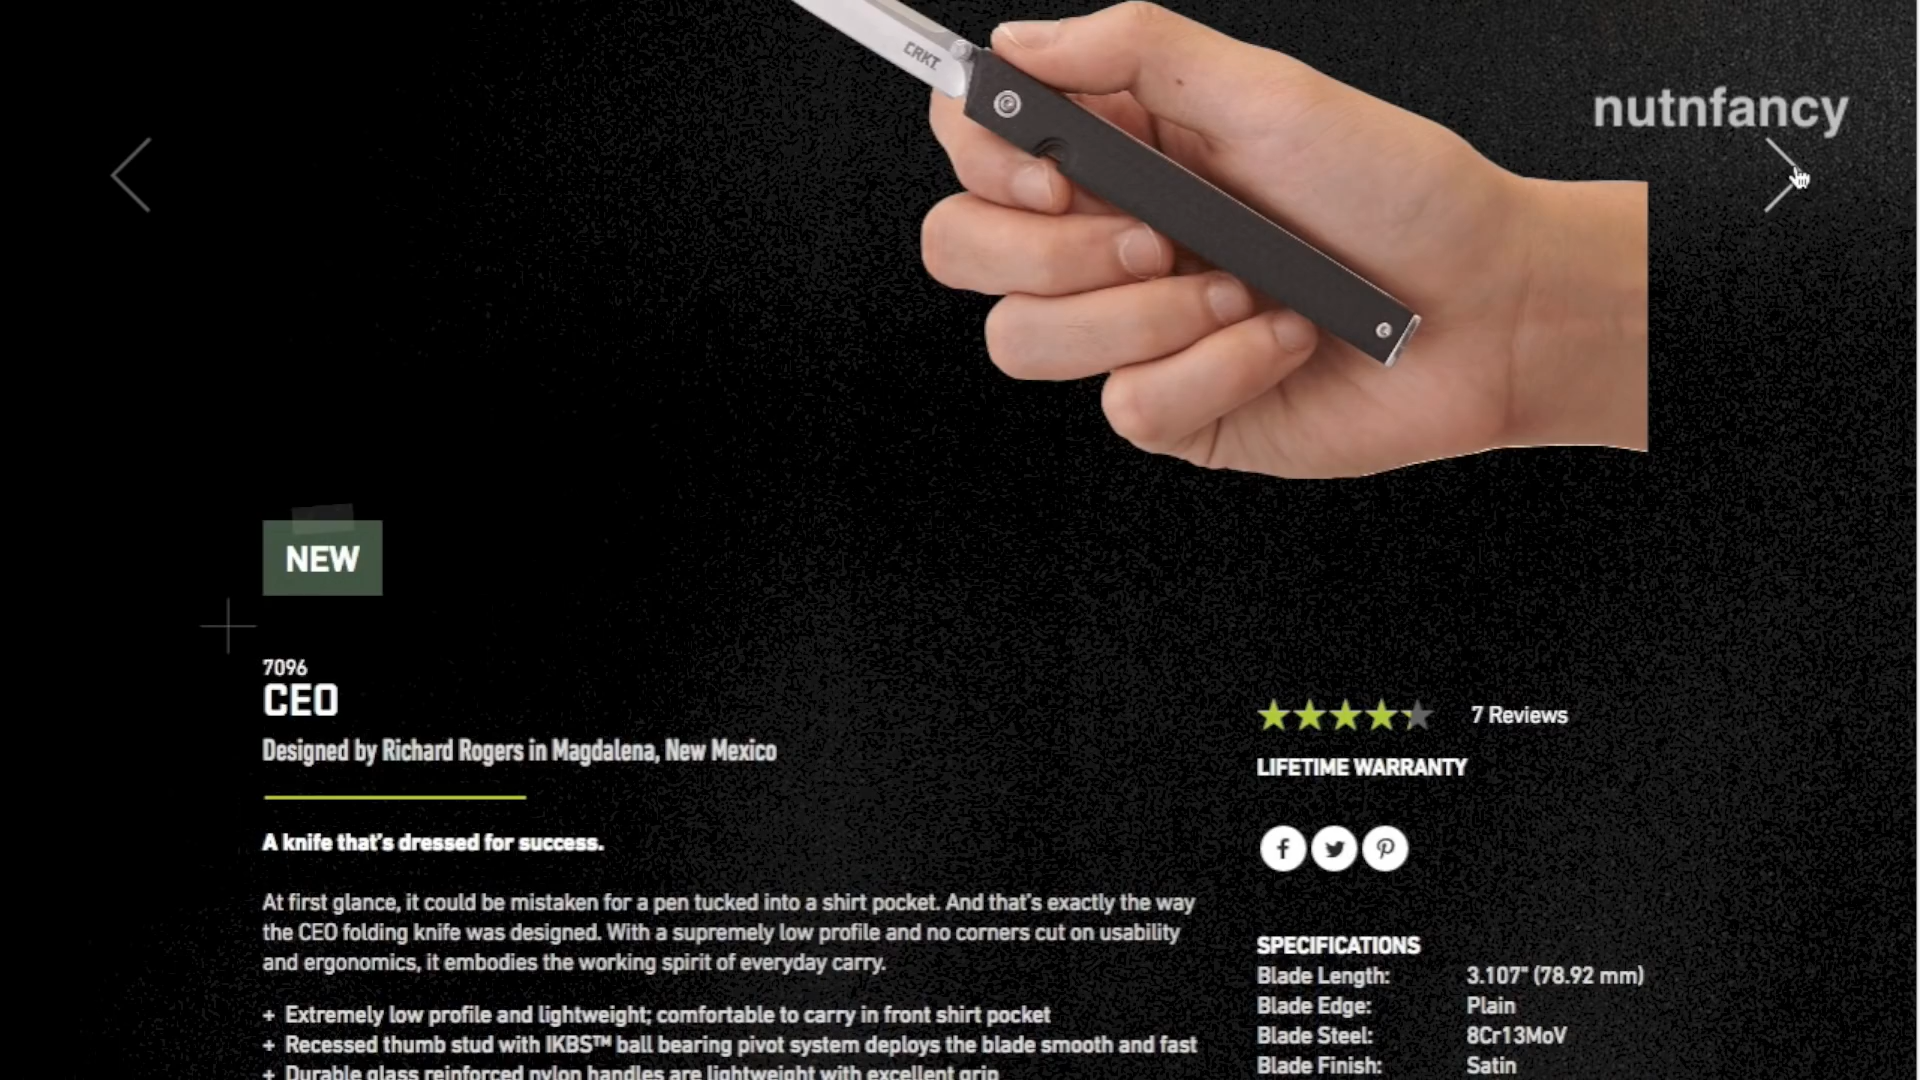 CRKT
nutnfancy
NEW
7096
CEO
Designed by Richard Rogers in Magdalena, New Mexico
7 Reviews
LIFETIME WARRANTY
A knife that's dressed for success.
At first glance, it could be mistaken for a pen tucked into a shirt pocket. And that's exactly the way
the CEO folding knife was designed. With a supremely low profile and no corners cut on usability
and ergonomics, it embodies the working spirit of everyday carry.
+ Extremely low profile and lightweight; comfortable to carry in front shirt pocket
+ Recessed thumb stud with IKBS™ ball bearing pivot system deploys the blade smooth and fast
+ Durable glass reinforced nylon handles are lightweight with excellent grip
SPECIFICATIONS
Blade Length: 3.107" (78.92 mm)
Blade Edge: Plain
Blade Steel: 8Cr13MoV
Blade Finish: Satin